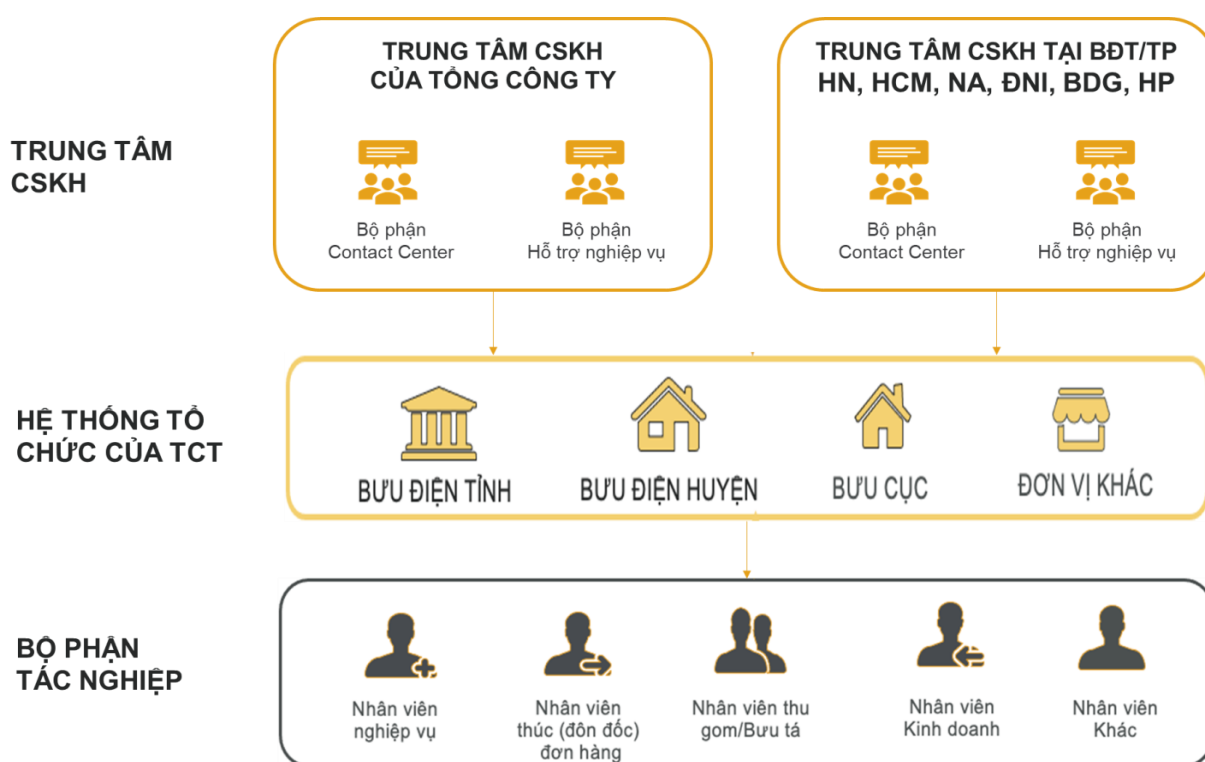 TRUNG TÂM CSKH
CỦA TỔNG CÔNG TY
TRUNG TÂM CSKH TẠI BĐT/TP
HN, HCM, NA, ĐNI, BDG, HP
TRUNG TÂM
CSKH
Bộ phận
Contact Center
Bộ phận
Hỗ trợ nghiệp vụ
Bộ phận
Contact Center
Bộ phận
Hỗ trợ nghiệp vụ
HỆ THỐNG TỔ
CHỨC CỦA TCT
BƯU ĐIỆN TỈNH
BƯU ĐIỆN HUYỆN
BƯU CỤC
ĐƠN VỊ KHÁC
BỘ PHẬN
TÁC NGHIỆP
Nhân viên
nghiệp vụ
Nhân viên
thúc (đôn đốc)
đơn hàng
Nhân viên thu
gom/Bưu tá
Nhân viên
Kinh doanh
Nhân viên
Khác